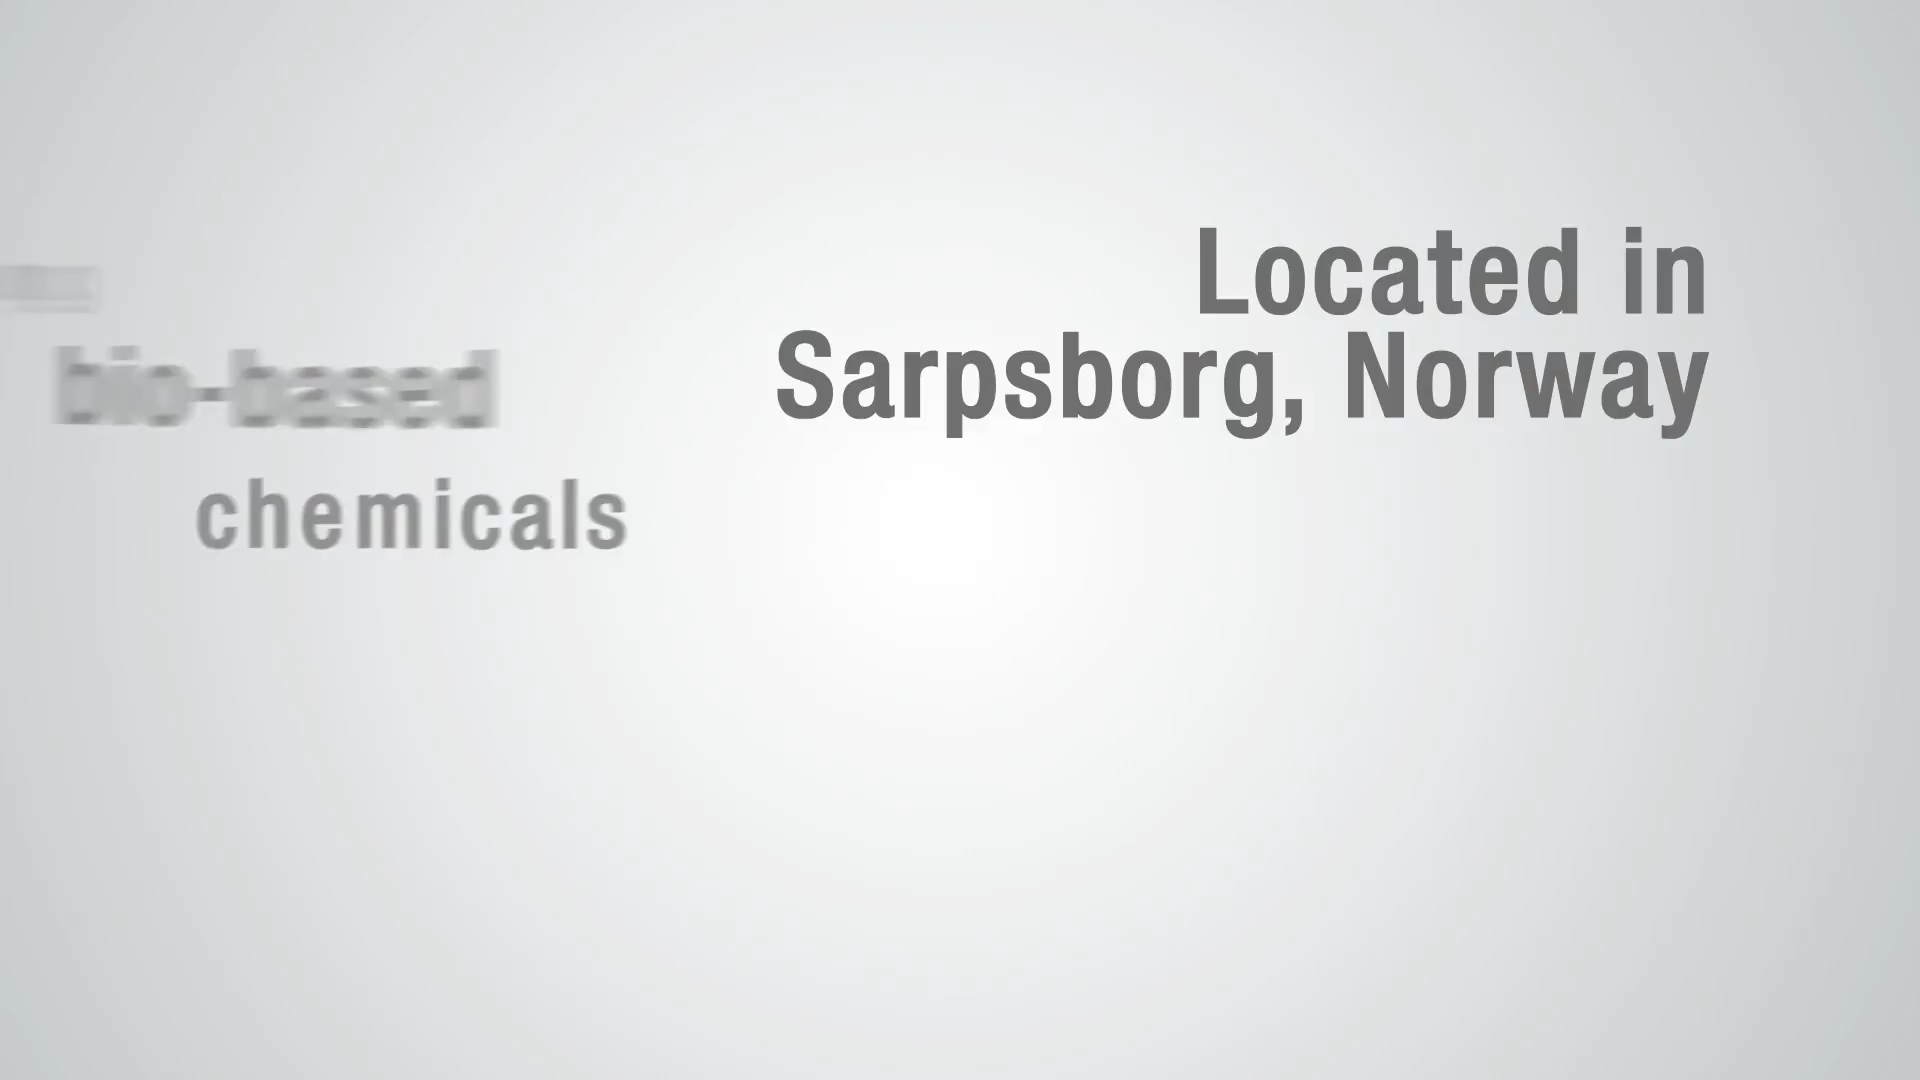 bio-based
chemicals
Located in
Sarpsborg, Norway